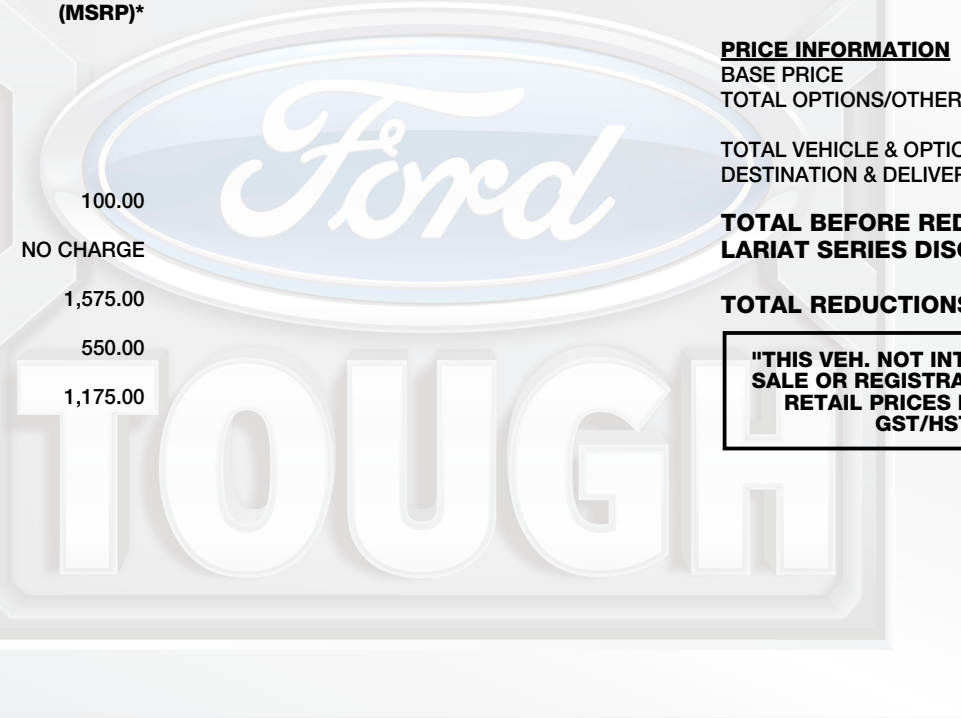 (MSRP)*
100.00
NO CHARGE
1,575.00
550.00
1,175.00
Ford
TOUGH
PRICE INFORMATION
BASE PRICE
TOTAL OPTIONS/OTHER
TOTAL VEHICLE & OPTIO
DESTINATION & DELIVER
TOTAL BEFORE RED
LARIAT SERIES DISC
TOTAL REDUCTIONS
"THIS VEH. NOT INT
SALE OR REGISTRA
RETAIL PRICES
GST/HST